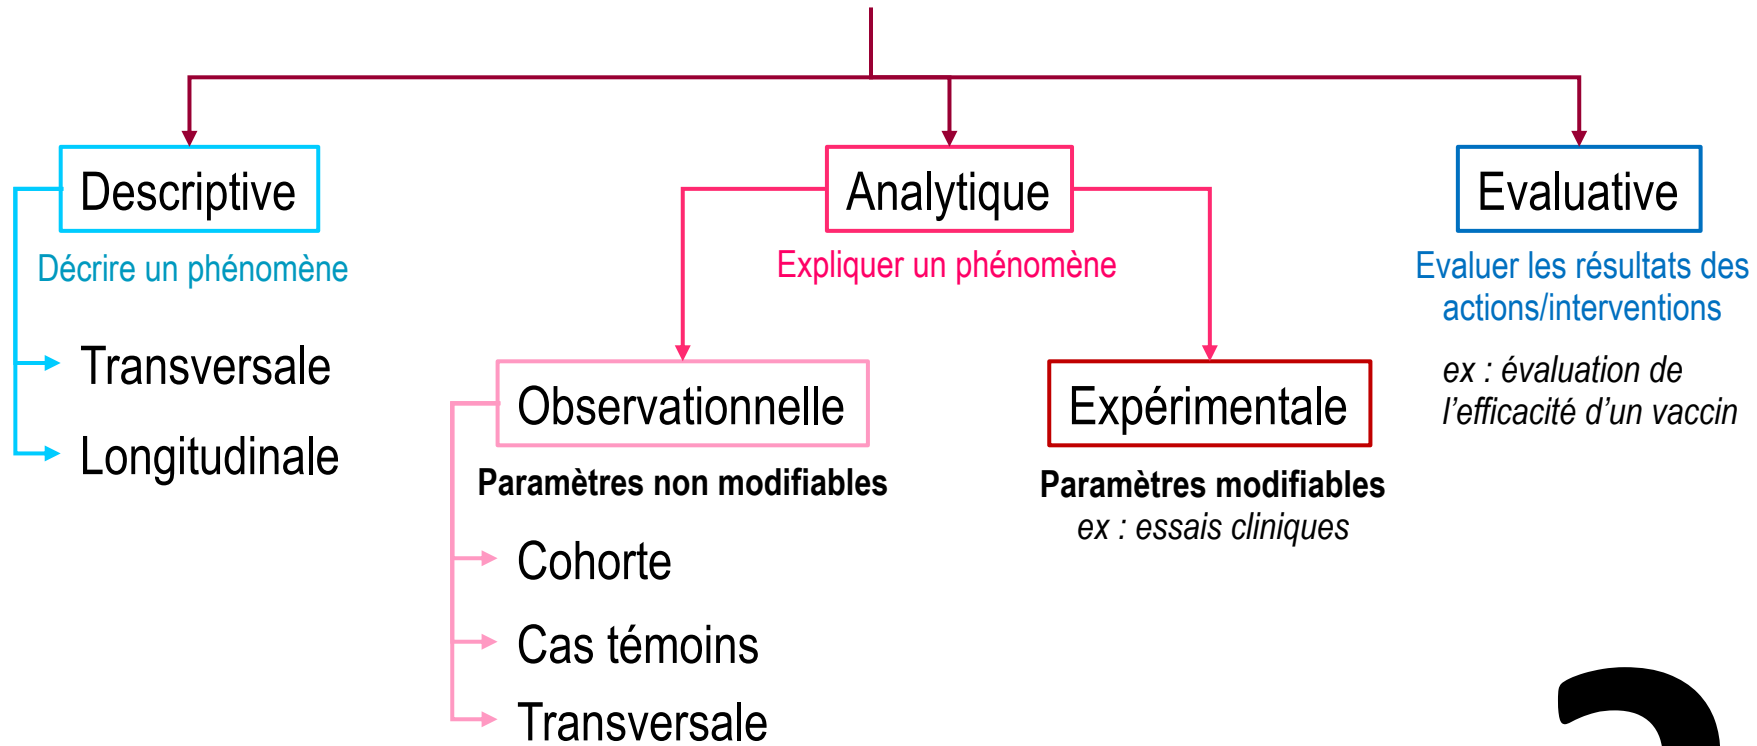 Descriptive
Décrire un phénomène
Transversale
Longitudinale
Analytique
Expliquer un phénomène
Observationnelle
Paramètres non modifiables
Cohorte
Cas témoins
Transversale
Expérimentale
Paramètres modifiables
ex : essais cliniques
Evaluative
Evaluer les résultats des
actions/interventions
ex : évaluation de
l'efficacité d'un vaccin